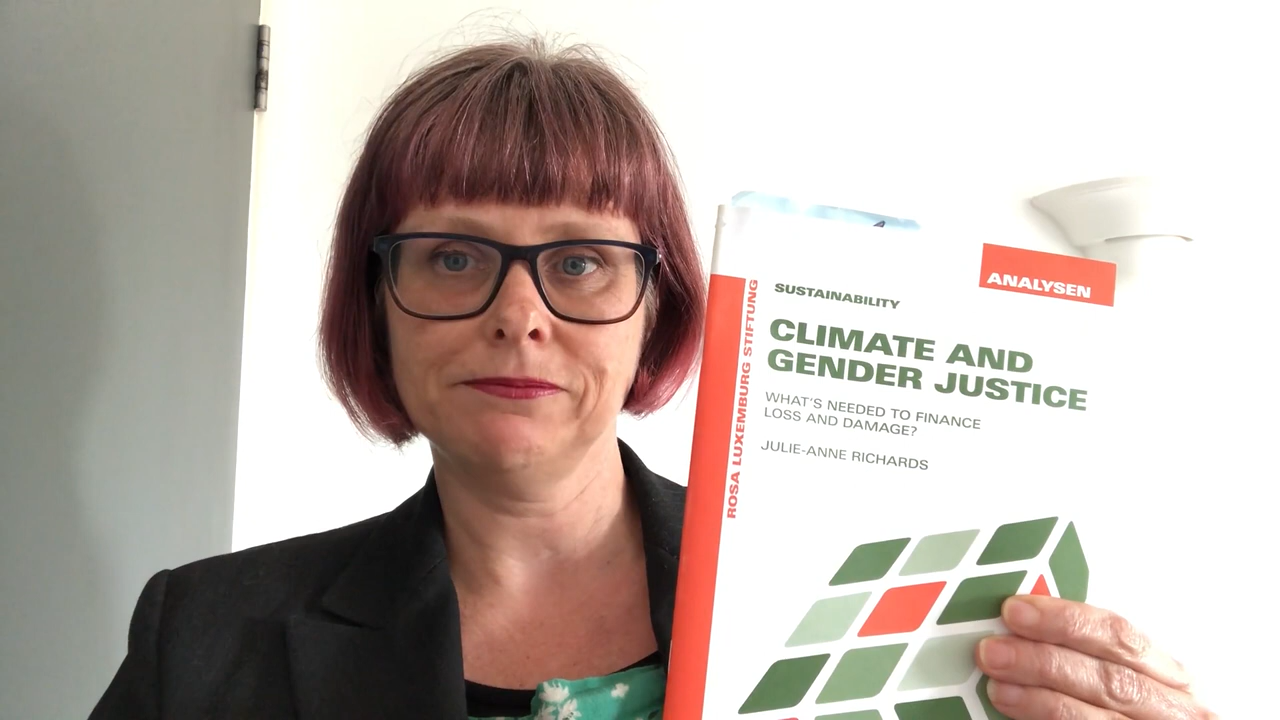 ANALYSEN
SUSTAINABILITY
CLIMATE AND
GENDER JUSTICE
WHAT'S NEEDED TO FINANCE
LOSS AND DAMAGE?
JULIE-ANNE RICHARDS
ROSA LUXEMBURG STIFTUNG